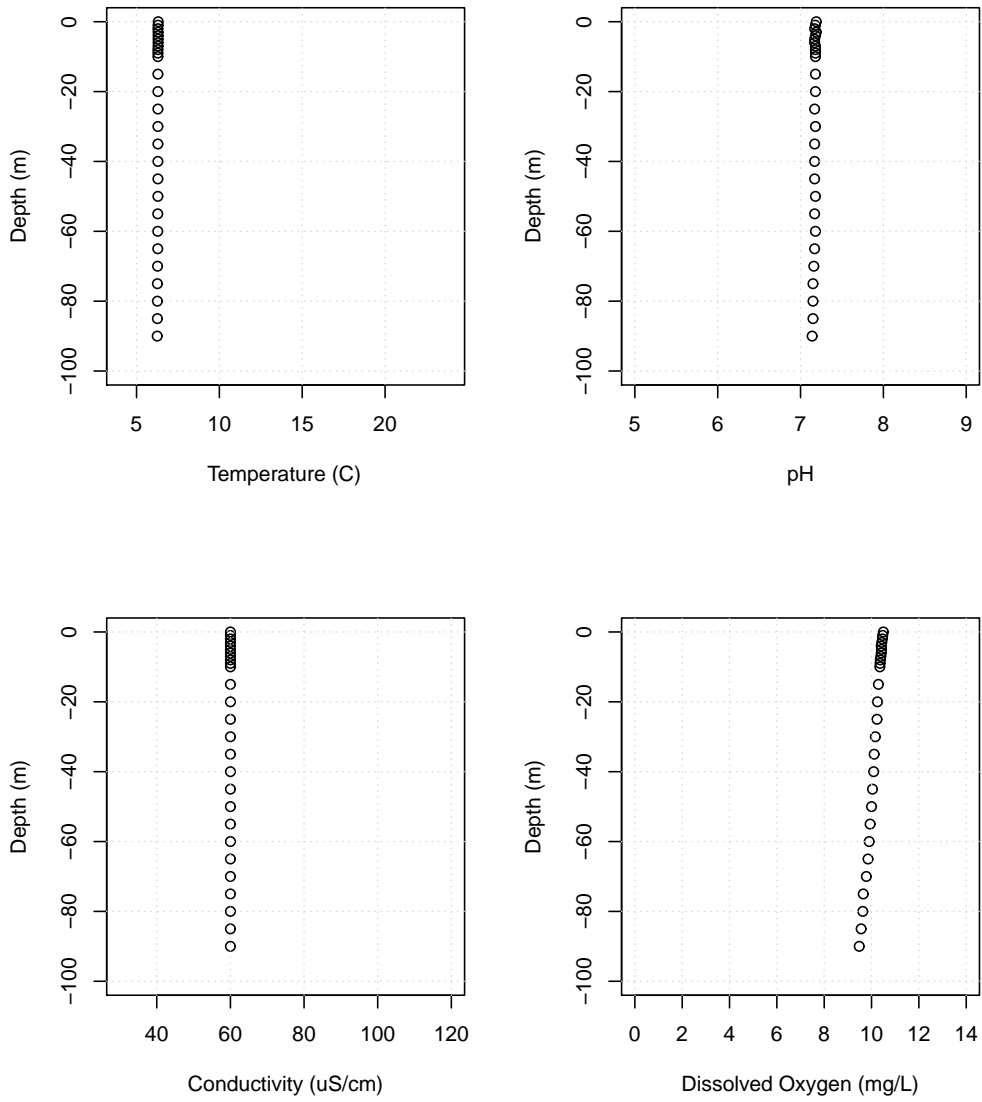 0
−20
−40
−60
−80
−100
Depth (m)
5 10 15 20
Temperature (C)
0
−20
−40
−60
−80
−100
Depth (m)
5 6 7 8 9
pH
0
−20
−40
−60
−80
−100
Depth (m)
40 60 80 100 120
Conductivity (uS/cm)
0
−20
−40
−60
−80
−100
Depth (m)
0 2 4 6 8 10 12 14
Dissolved Oxygen (mg/L)